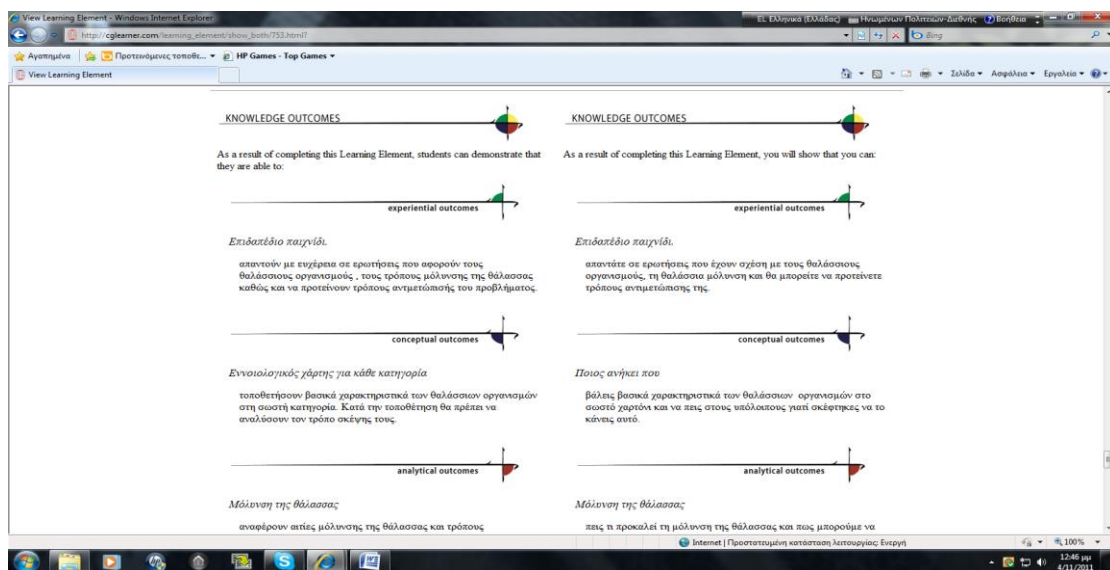 View Learning Element - Windows Internet Explorer
EL Ελληνικά (Ελλάδας) Ηνωμένων Πολιτειών-Διεθνής Βοήθεια
http://cglearner.com/learning_element/show_both/753.html?
Bing
Αγαπημένα Προτεινόμενες τοποθε... HP Games - Top Games
View Learning Element
Σελίδα Ασφάλεια Εργαλεία
KNOWLEDGE OUTCOMES
As a result of completing this Learning Element, students can demonstrate that
they are able to:
experiential outcomes
Επιδαπέδιο παιχνίδι.
απαντούν με ευχέρεια σε ερωτήσεις που αφορούν τους
θαλάσσιους οργανισμούς , τους τρόπους μόλυνσης της θάλασσας
καθώς και να προτείνουν τρόπους αντμετώπισής του προβλήματος.
conceptual outcomes
Εννοιολογικός χάρτης για κάθε κατηγορία
τοποθετήσουν βασικά χαρακτηριστικά των θαλάσσιων οργανισμών
στη σωστή κατηγορία. Κατά την τοποθέτηση θα πρέπει να
αναλύσουν τον τρόπο σκέψης τους.
analytical outcomes
Μόλυνση της θάλασσας
αναφέρουν αιτίες μόλυνσης της θάλασσας και τρόπους
KNOWLEDGE OUTCOMES
As a result of completing this Learning Element, you will show that you can:
experiential outcomes
Επιδαπέδιο παιχνίδι.
απαντάτε σε ερωτήσεις που έχουν σχέση με τους θαλάσσιους
οργανισμούς, τη θαλάσσια μόλυνση και θα μπορείτε να προτείνετε
τρόπους αντιμετώπισης της.
conceptual outcomes
Ποιος ανήκει που
βάλεις βασικά χαρακτηριστικά των θαλάσσιων οργανισμών στο
σωστό χαρτόνι και να πεις στους υπόλοιπους γιατί σκέφτηκες να το
κάνεις αυτό.
analytical outcomes
Μόλυνση της θάλασσας
πεις τι προκαλεί τη μόλυνση της θάλασσας και πως μπορούμε να
Internet | Προστατευμένη κατάσταση λειτουργίας: Ενεργή
100%
12:46 μμ
4/11/2011